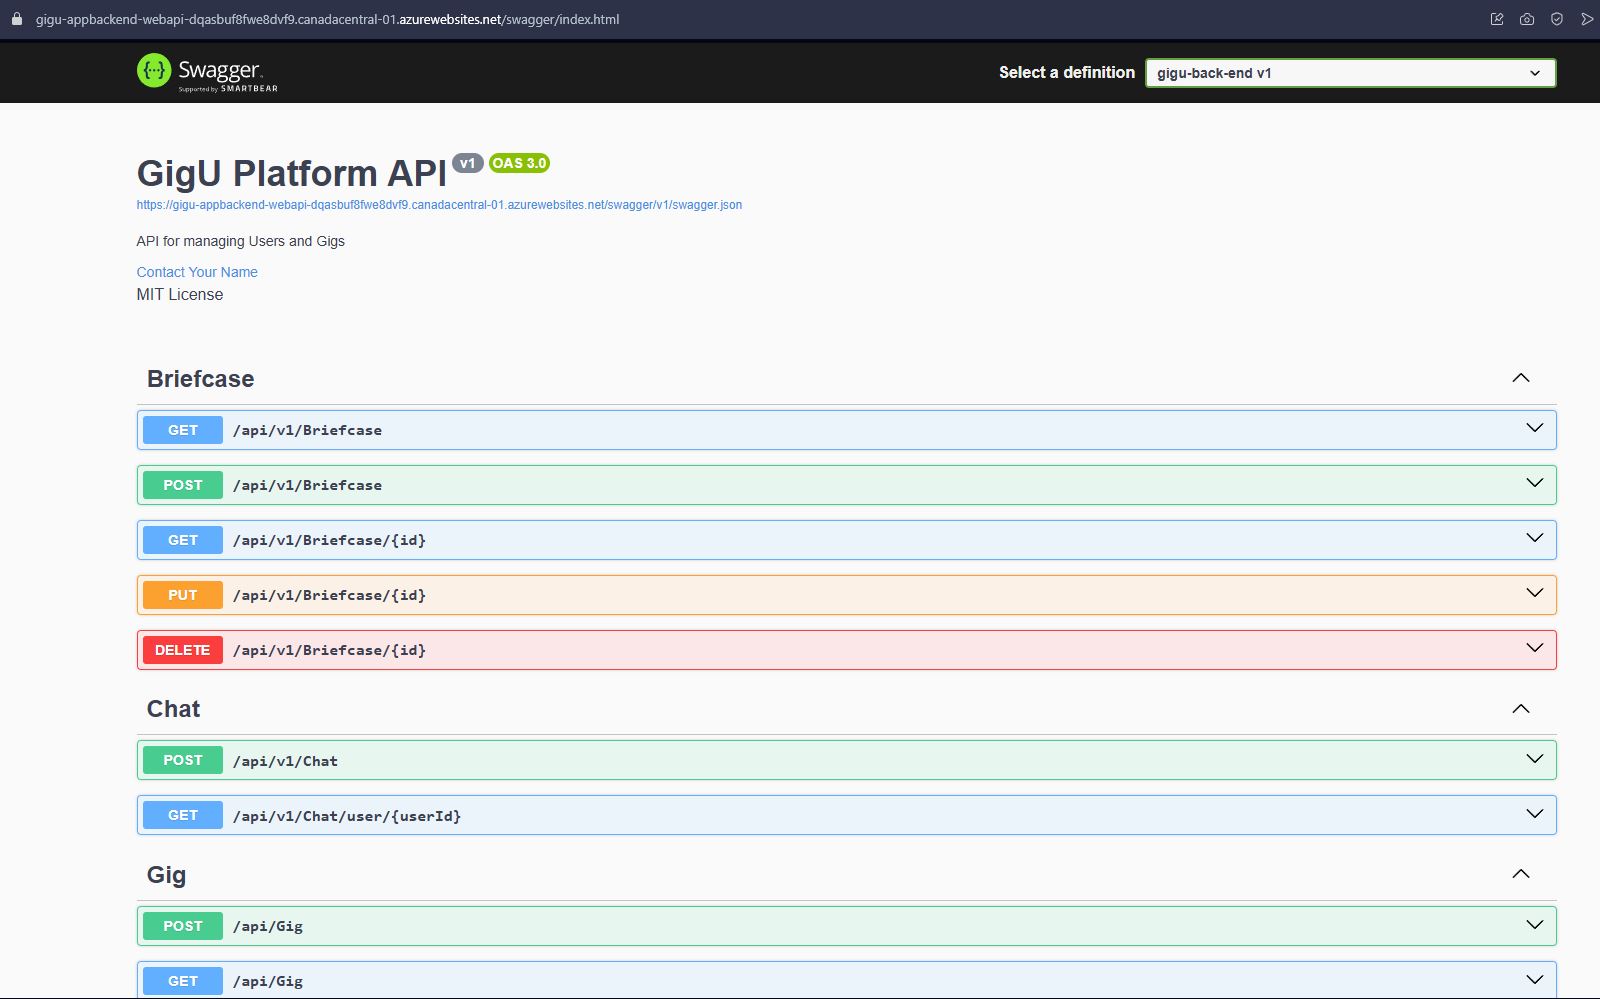 gigu-appbackend-webapi-dqasbuf8fwe8dvf9.canadacentral-01.azurewebsites.net/swagger/index.html
Swagger
Supported by SMARTBEAR
Select a definition
gigu-back-end v1
GigU Platform API v1 OAS 3.0
https://gigu-appbackend-webapi-dqasbuf8fwe8dvf9.canadacentral-01.azurewebsites.net/swagger/v1/swagger.json
API for managing Users and Gigs
Contact Your Name
MIT License
Briefcase
GET /api/v1/Briefcase
POST /api/v1/Briefcase
GET /api/v1/Briefcase/{id}
PUT /api/v1/Briefcase/{id}
DELETE /api/v1/Briefcase/{id}
Chat
POST /api/v1/Chat
GET /api/v1/Chat/user/{userId}
Gig
POST /api/Gig
GET /api/Gig